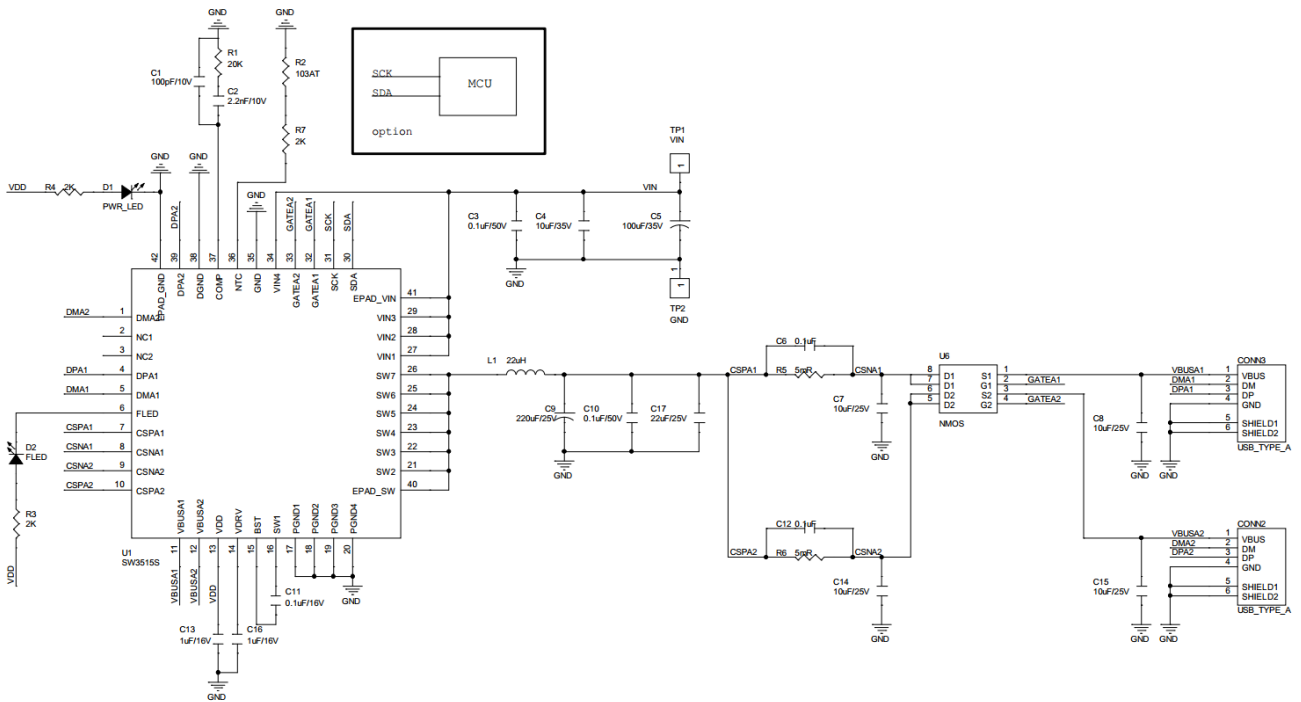 GND
GND
C1
100pF/10V
R1
20K
C2
2.2nF/10V
R2
103AT
R7
2K
SCK
SDA
MCU
option
TP1
VIN
1
VDD
R4
2K
D1
PWR_LED
GND
GND
GND
VIN
DPA2
GATEA2
GATEA1
SCK
SDA
C3
0.1uF/50V
C4
10uF/35V
C5
100uF/35V
GND
1
1
TP2
GND
42
39
38
37
36
35
34
33
32
31
30
EPAD_GND
DPA2
DGND
COMP
NTC
GND
VIN4
GATEA2
GATEA1
SCK
SDA
DMA2
1
DMA2
2
NC1
3
NC2
DPA1
4
DPA1
DMA1
5
DMA1
6
FLED
CSPA1
7
CSPA1
CSNA1
8
CSNA1
CSNA2
9
CSNA2
CSPA2
10
CSPA2
EPAD_VIN
41
VIN3
29
VIN2
28
VIN1
27
SW7
26
SW6
25
SW5
24
SW4
23
SW3
22
SW2
21
EPAD_SW
40
VBUSA1
VBUSA2
VDD
VDRV
BST
SW1
PGND1
PGND2
PGND3
PGND4
11
12
13
14
15
16
17
18
19
20
U1
SW3515S
VBUSA1
VBUSA2
VDD
D2
FLED
R3
2K
VDD
C11
0.1uF/16V
GND
C13
1uF/16V
C16
1uF/16V
GND
L1
22uH
C9
220uF/25V
C10
0.1uF/50V
C17
22uF/25V
GND
CSPA1
C6
0.1uF
R5
5mR
CSNA1
C7
10uF/25V
GND
CSPA2
C12
0.1uF
R6
5mR
CSNA2
C14
10uF/25V
GND
U6
8
D1
7
D1
6
D2
5
D2
S1
1
G1
2
GATEA1
S2
3
G2
4
GATEA2
NMOS
C8
10uF/25V
GND
GND
CONN3
VBUSA1
1
VBUS
DMA1
2
DM
DPA1
3
DP
4
GND
5
SHIELD1
6
SHIELD2
USB_TYPE_A
C15
10uF/25V
GND
GND
CONN2
VBUSA2
1
VBUS
DMA2
2
DM
DPA2
3
DP
4
GND
5
SHIELD1
6
SHIELD2
USB_TYPE_A